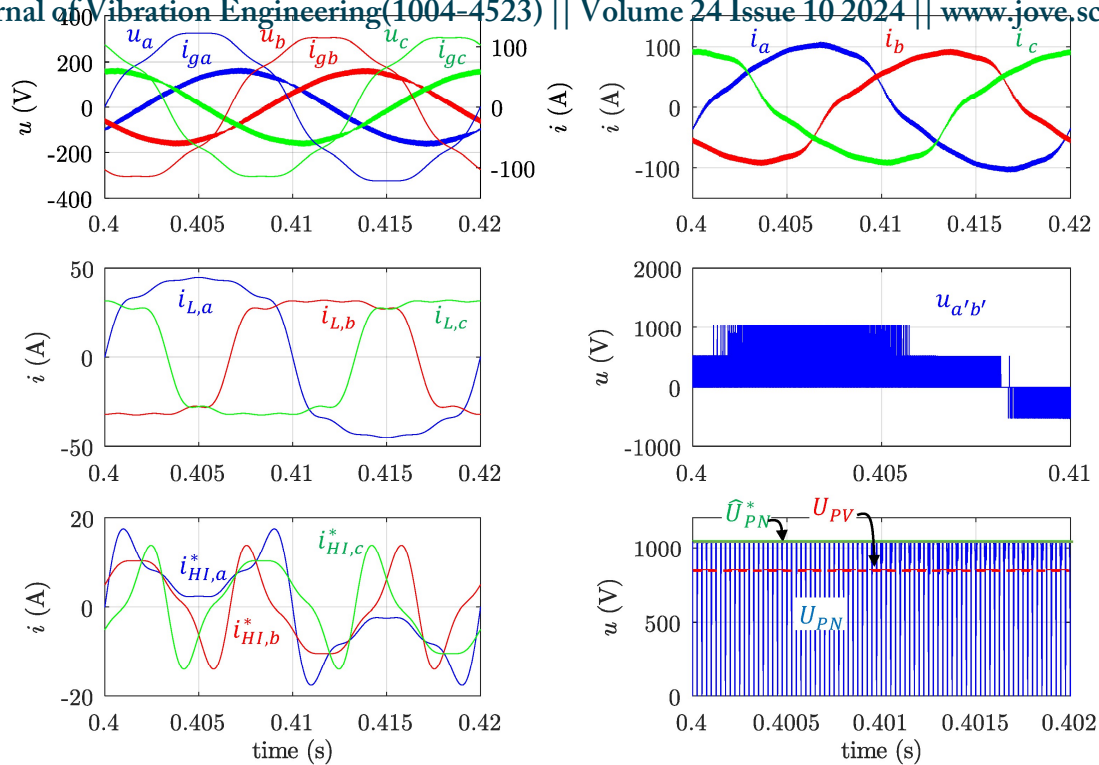 rnal of Vibration Engineering(1004-4523) || Volume 24 Issue 10 2024 || www.jove.sc
400
200
0
-200
-400
u (V)
u_a
i_ga
u_b
i_gb
u_c
i_gc
100
0
-100
i (A)
0.4 0.405 0.41 0.415 0.42
100
0
-100
i (A)
i_a
i_b
i_c
0.4 0.405 0.41 0.415 0.42
50
0
-50
i (A)
i_L,a
i_L,b
i_L,c
0.4 0.405 0.41 0.415 0.42
2000
1000
0
-1000
u (V)
u_a'b'
0.4 0.405 0.41
20
0
-20
i (A)
i*_HI,a
i*_HI,b
i*_HI,c
0.4 0.405 0.41 0.415 0.42
time (s)
Û*_PN
U_PV
1000
500
0
u (V)
U_PN
0.4 0.4005 0.401 0.4015 0.402
time (s)